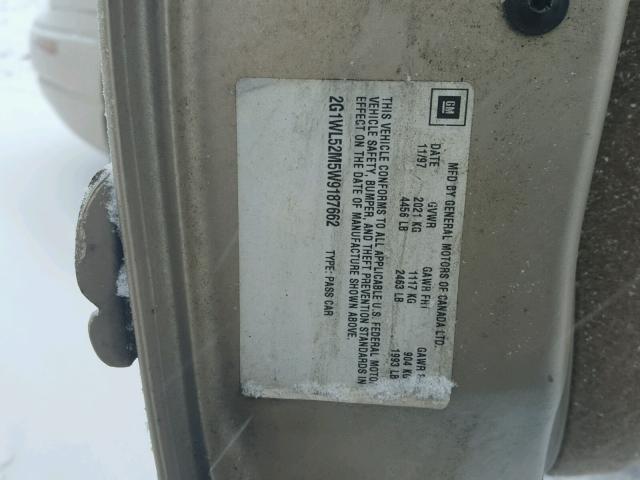 GM
MFD BY GENERAL MOTORS OF CANADA LTD.
DATE GVWR GAWR FRT GAWR
11/97 2021 KG 1117 KG 904 KG
4456 LB 2463 LB 1993 LB
THIS VEHICLE CONFORMS TO ALL APPLICABLE U.S. FEDERAL MOTO
VEHICLE SAFETY, BUMPER, AND THEFT PREVENTION STANDARDS IN
EFFECT ON THE DATE OF MANUFACTURE SHOWN ABOVE.
2G1WL52M5W9187662 TYPE: PASS CAR